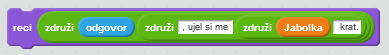 reci združi odgovor združi , ujel si me združi Jabolka krat.